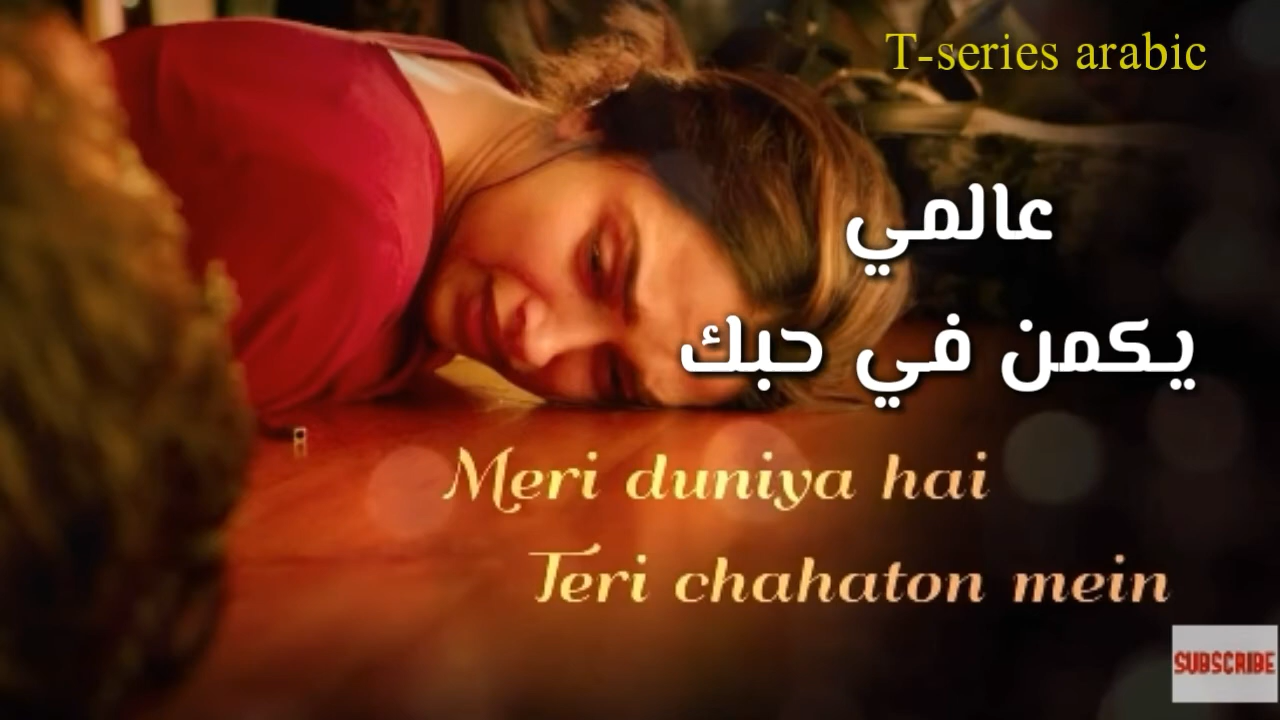 T-series arabic
عالمي
يكمن في حبك
Meri duniya hai
Teri chahaton mein
SUBSCRIBE